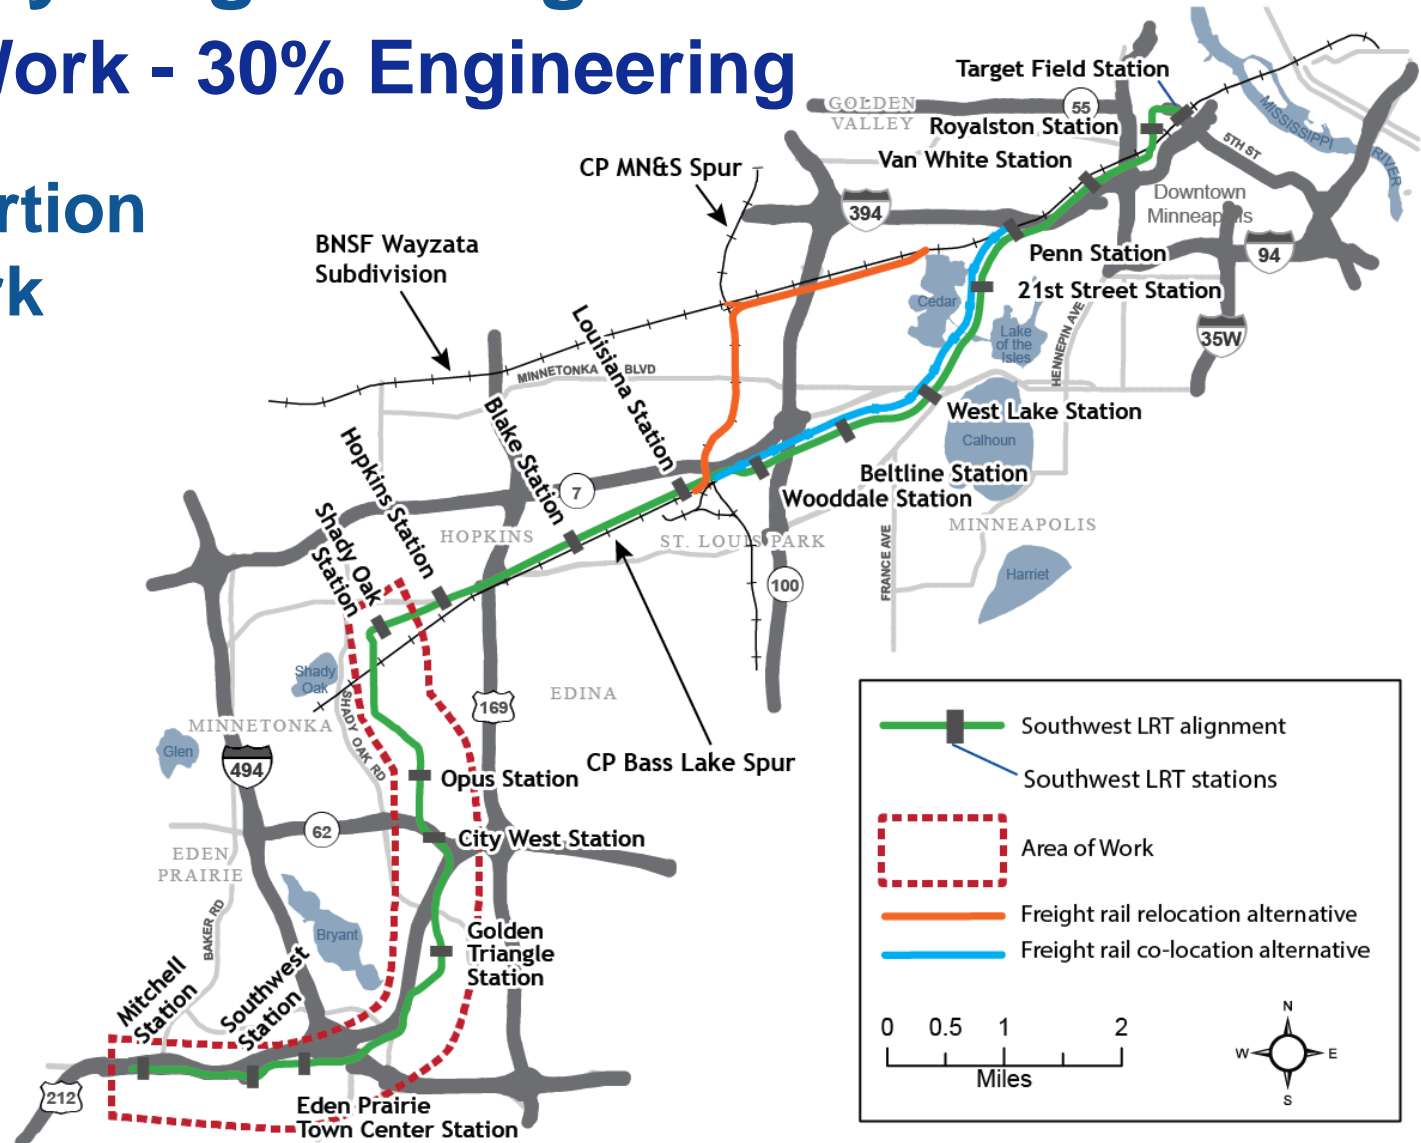 Work - 30% Engineering
Target Field Station
55
GOLDEN
VALLEY
Royalston Station
Van White Station
MISSISSIPPI
RIVER
5TH ST
CP MN&S Spur
Downtown
Minneapolis
394
94
BNSF Wayzata
Subdivision
Penn Station
21st Street Station
Cedar
Lake
of the
Isles
HENNEPIN AVE
35W
Louisiana Station
MINNETONKA BLVD
Blake Station
West Lake Station
Calhoun
Hopkins Station
Beltline Station
Wooddale Station
7
Shady Oak
Station
HOPKINS
ST. LOUIS PARK
MINNEAPOLIS
FRANCE AVE
Harriet
100
Shady
Oak
SHADY OAK RD
EDINA
169
MINNETONKA
Glen
494
CP Bass Lake Spur
Opus Station
62
City West Station
EDEN
PRAIRIE
BAKER RD
Bryant
Golden
Triangle
Station
Mitchell
Station
Southwest
Station
212
Eden Prairie
Town Center Station
Southwest LRT alignment
Southwest LRT stations
Area of Work
Freight rail relocation alternative
Freight rail co-location alternative
0 0.5 1 2
Miles
N
W E
S